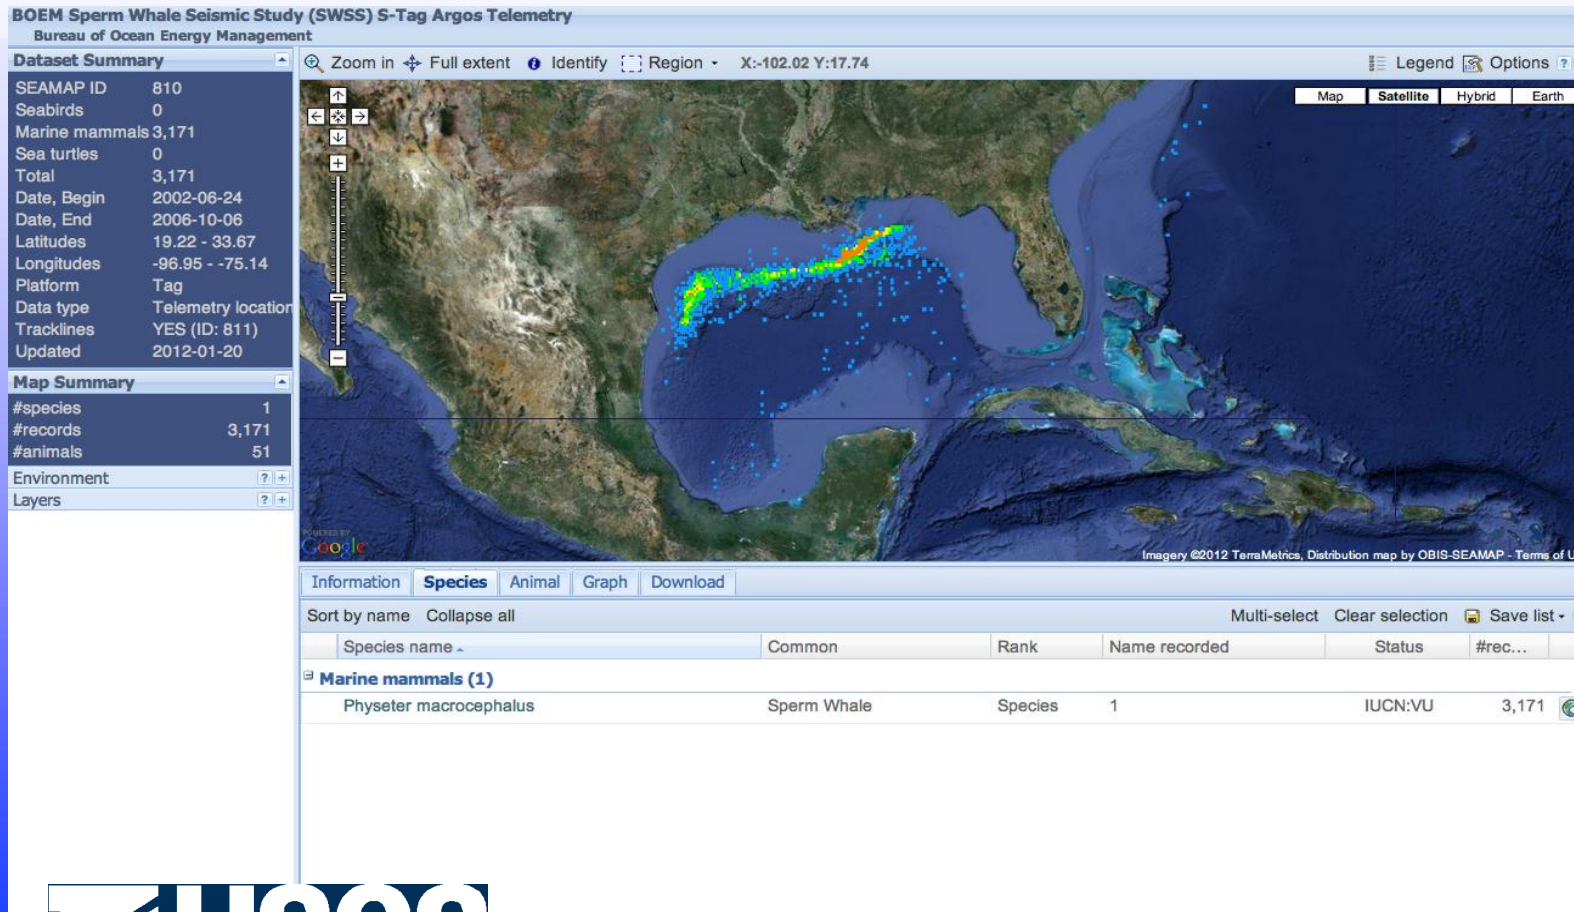 BOEM Sperm Whale Seismic Study (SWSS) S-Tag Argos Telemetry
Bureau of Ocean Energy Management
Dataset Summary
SEAMAP ID 810
Seabirds 0
Marine mammals 3,171
Sea turtles 0
Total 3,171
Date, Begin 2002-06-24
Date, End 2006-10-06
Latitudes 19.22 - 33.67
Longitudes -96.95 - -75.14
Platform Tag
Data type Telemetry location
Tracklines YES (ID: 811)
Updated 2012-01-20
Map Summary
#species 1
#records 3,171
#animals 51
Environment ? +
Layers ? +
Zoom in Full extent Identify Region X:-102.02 Y:17.74 Legend Options ?
Map Satellite Hybrid Earth
POWERED BY
Google
Imagery ©2012 TerraMetrics, Distribution map by OBIS-SEAMAP - Terms of U
Information Species Animal Graph Download
Sort by name Collapse all Multi-select Clear selection Save list
Species name Common Rank Name recorded Status #rec...
Marine mammals (1)
Physeter macrocephalus Sperm Whale Species 1 IUCN:VU 3,171